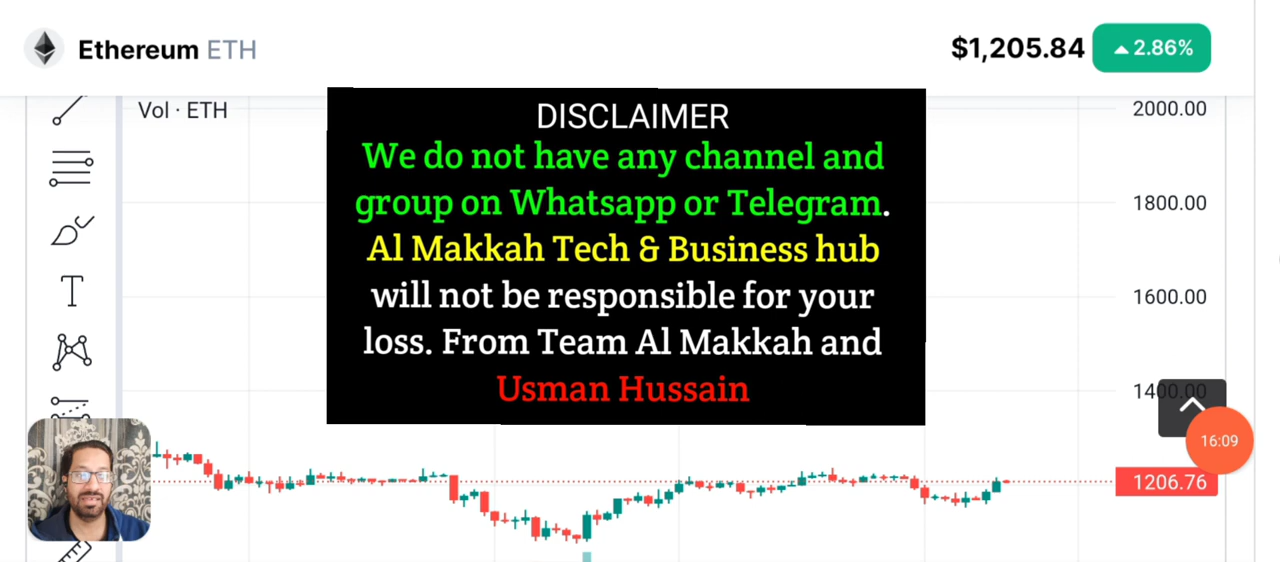 Ethereum ETH
$1,205.84
2.86%
Vol · ETH
DISCLAIMER
We do not have any channel and
group on Whatsapp or Telegram.
Al Makkah Tech & Business hub
will not be responsible for your
loss. From Team Al Makkah and
Usman Hussain
2000.00
1800.00
1600.00
1400.00
16:09
1206.76